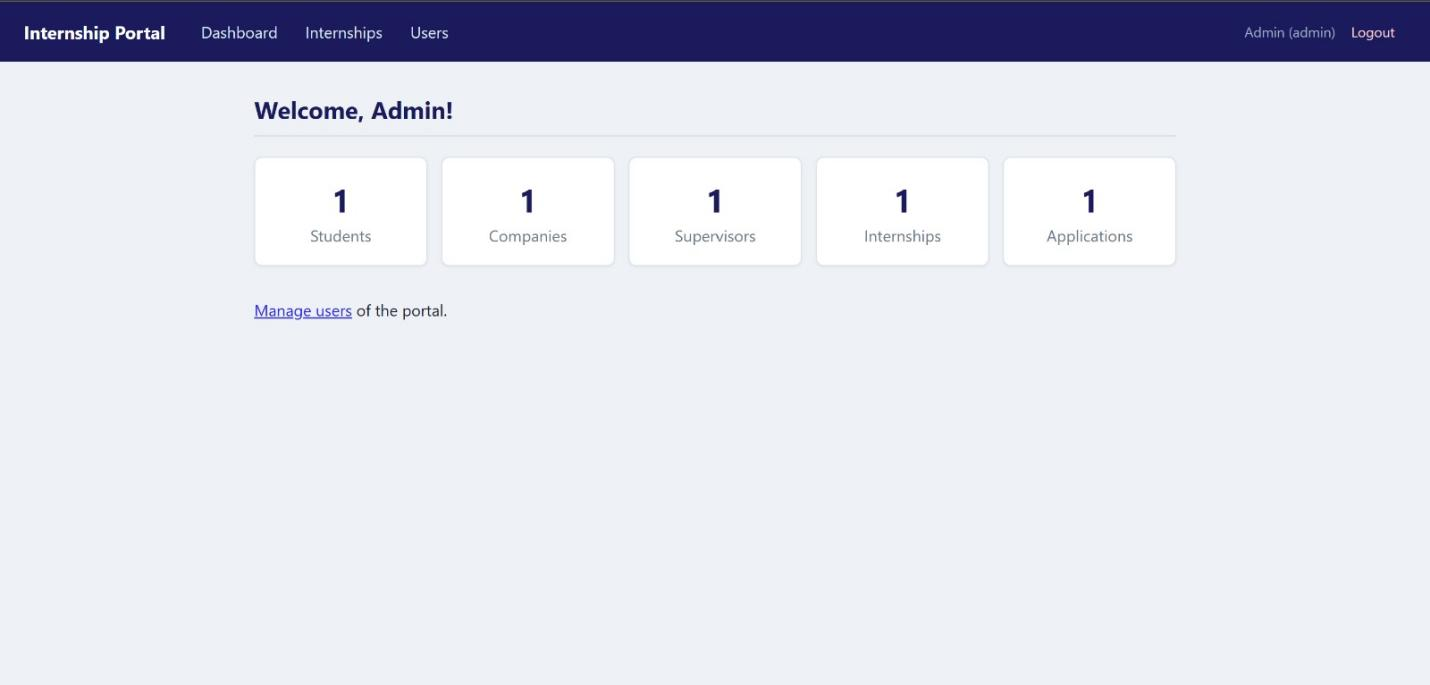 Internship Portal Dashboard Internships Users Admin (admin) Logout
Welcome, Admin!
1 1 1 1 1
Students Companies Supervisors Internships Applications
Manage users of the portal.